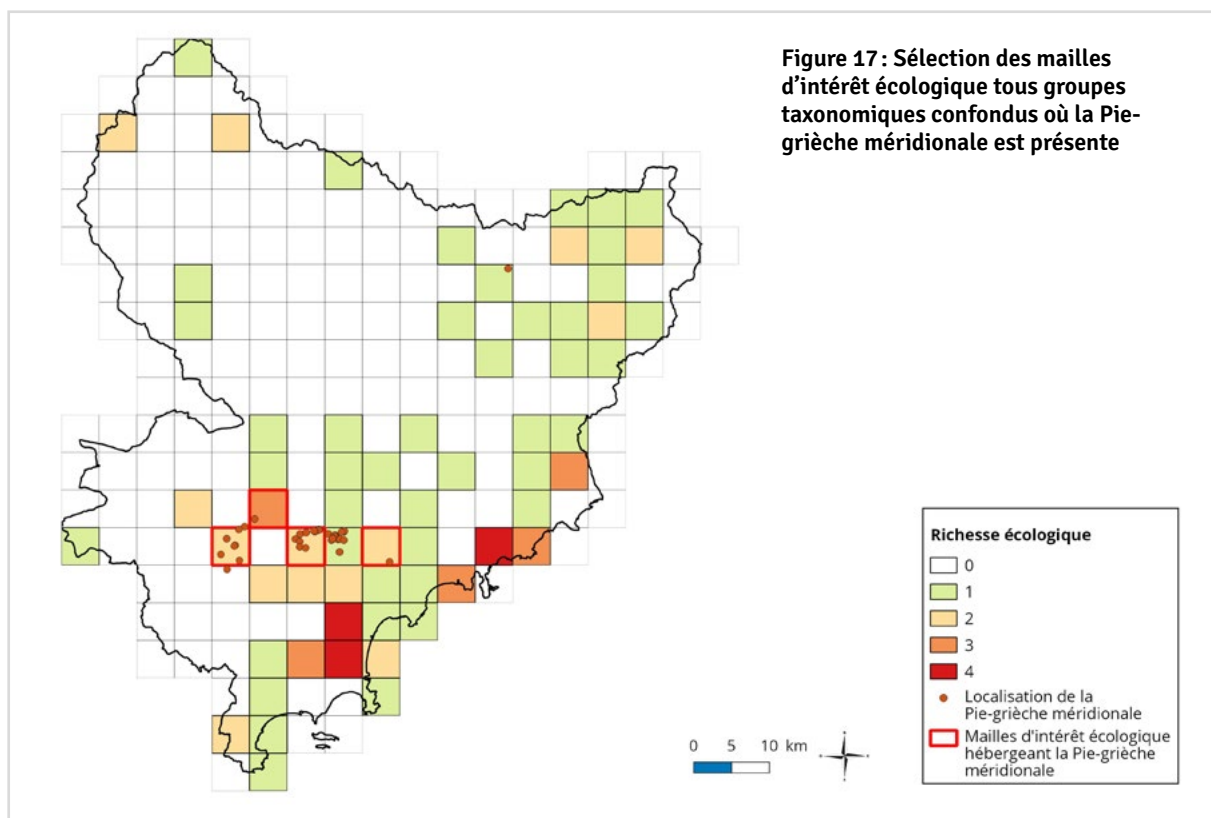 Figure 17 : Sélection des mailles
d'intérêt écologique tous groupes
taxonomiques confondus où la Pie-
grièche méridionale est présente
Richesse écologique
0
1
2
3
4
Localisation de la
Pie-grièche méridionale
Mailles d'intérêt écologique
hébergeant la Pie-grièche
méridionale
0 5 10 km